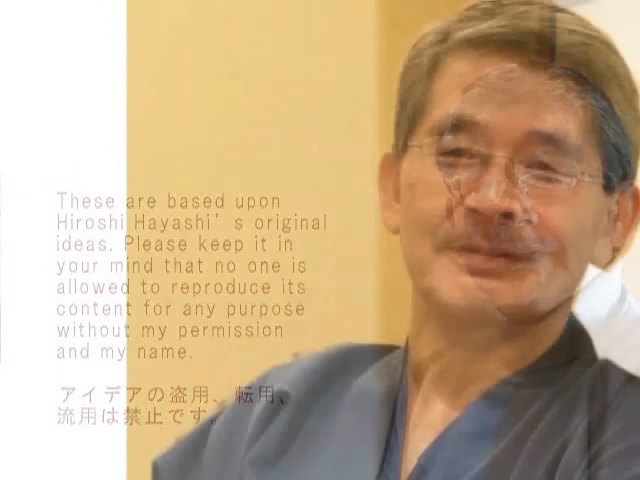 These are based upon
Hiroshi Hayashi's original
ideas. Please keep it in
your mind that no one is
allowed to reproduce its
content for any purpose
without my permission
and my name.
アイデアの盗用、転用、
流用は禁止です。